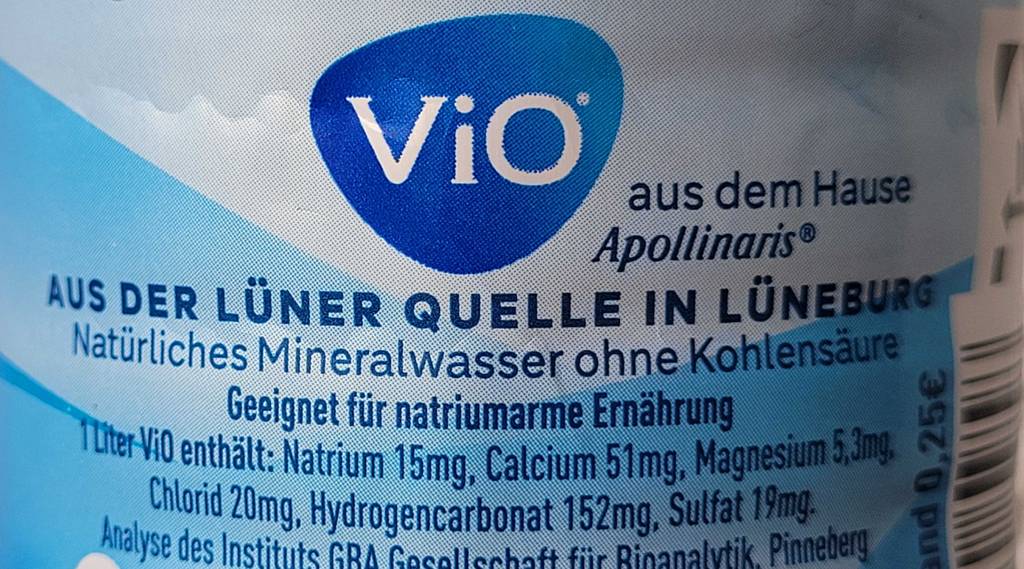 ViO®
aus dem Hause
Apollinaris®
AUS DER LÜNER QUELLE IN LÜNEBURG
Natürliches Mineralwasser ohne Kohlensäure
Geeignet für natriumarme Ernährung
1 Liter ViO enthält: Natrium 15mg, Calcium 51mg, Magnesium 5,3mg,
Chlorid 20mg, Hydrogencarbonat 152mg, Sulfat 19mg.
Analyse des Instituts GBA Gesellschaft für Bioanalytik, Pinneberg
0,25€